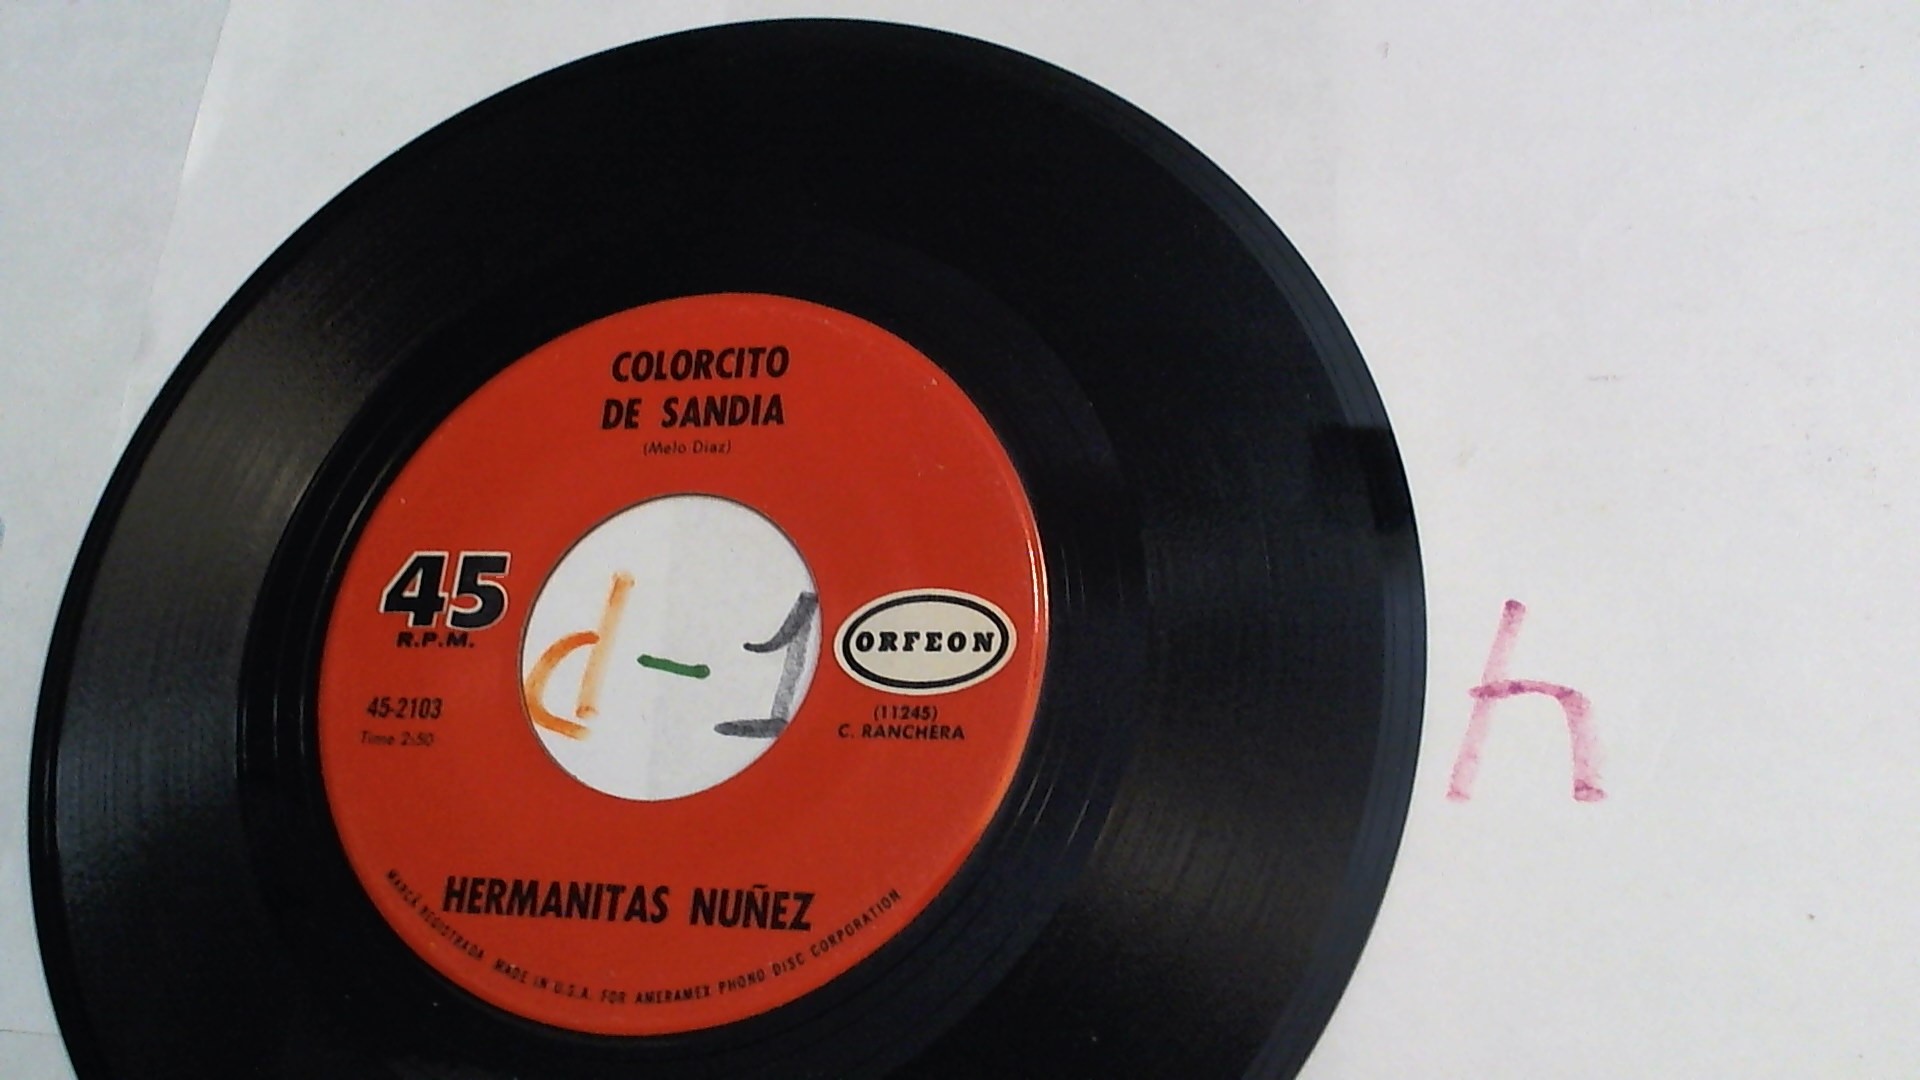 COLORCITO
DE SANDIA
(Melo Diaz)
45
R.P.M.
45-2103
Time 2:50
d-1
ORFEON
(11245)
C. RANCHERA
HERMANITAS NUÑEZ
MARCA REGISTRADA MADE IN U.S.A. FOR AMERAMEX PHONO DISC CORPORATION
h